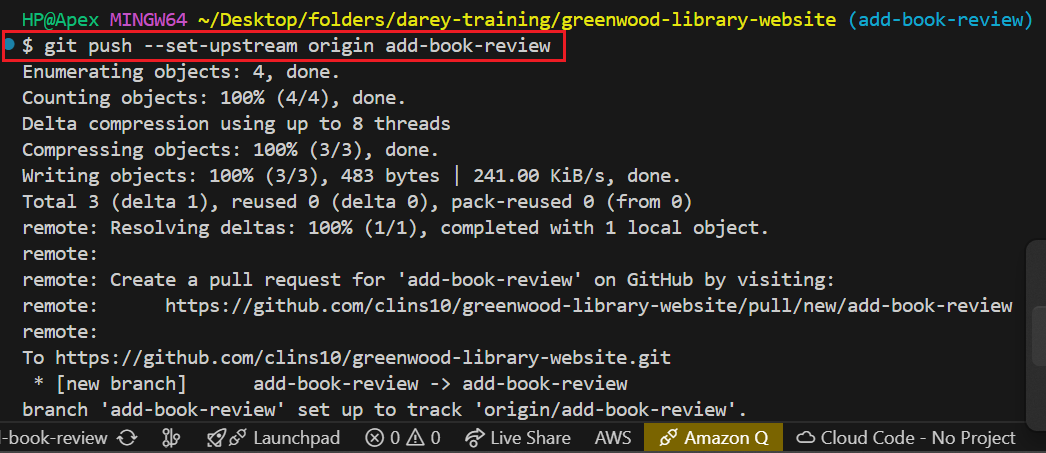 HP@Apex MINGW64 ~/Desktop/folders/darey-training/greenwood-library-website (add-book-review)
$ git push --set-upstream origin add-book-review
Enumerating objects: 4, done.
Counting objects: 100% (4/4), done.
Delta compression using up to 8 threads
Compressing objects: 100% (3/3), done.
Writing objects: 100% (3/3), 483 bytes | 241.00 KiB/s, done.
Total 3 (delta 1), reused 0 (delta 0), pack-reused 0 (from 0)
remote: Resolving deltas: 100% (1/1), completed with 1 local object.
remote:
remote: Create a pull request for 'add-book-review' on GitHub by visiting:
remote:      https://github.com/clins10/greenwood-library-website/pull/new/add-book-review
remote:
To https://github.com/clins10/greenwood-library-website.git
 * [new branch]      add-book-review -> add-book-review
branch 'add-book-review' set up to track 'origin/add-book-review'.
-book-review Launchpad 0 0 Live Share AWS Amazon Q Cloud Code - No Project